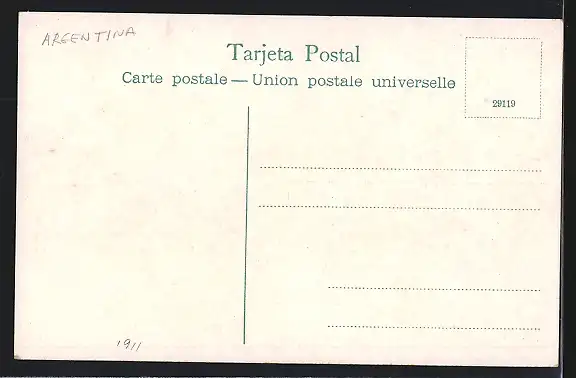 ARGENTINA
Tarjeta Postal
Carte postale — Union postale universelle
29119
1911